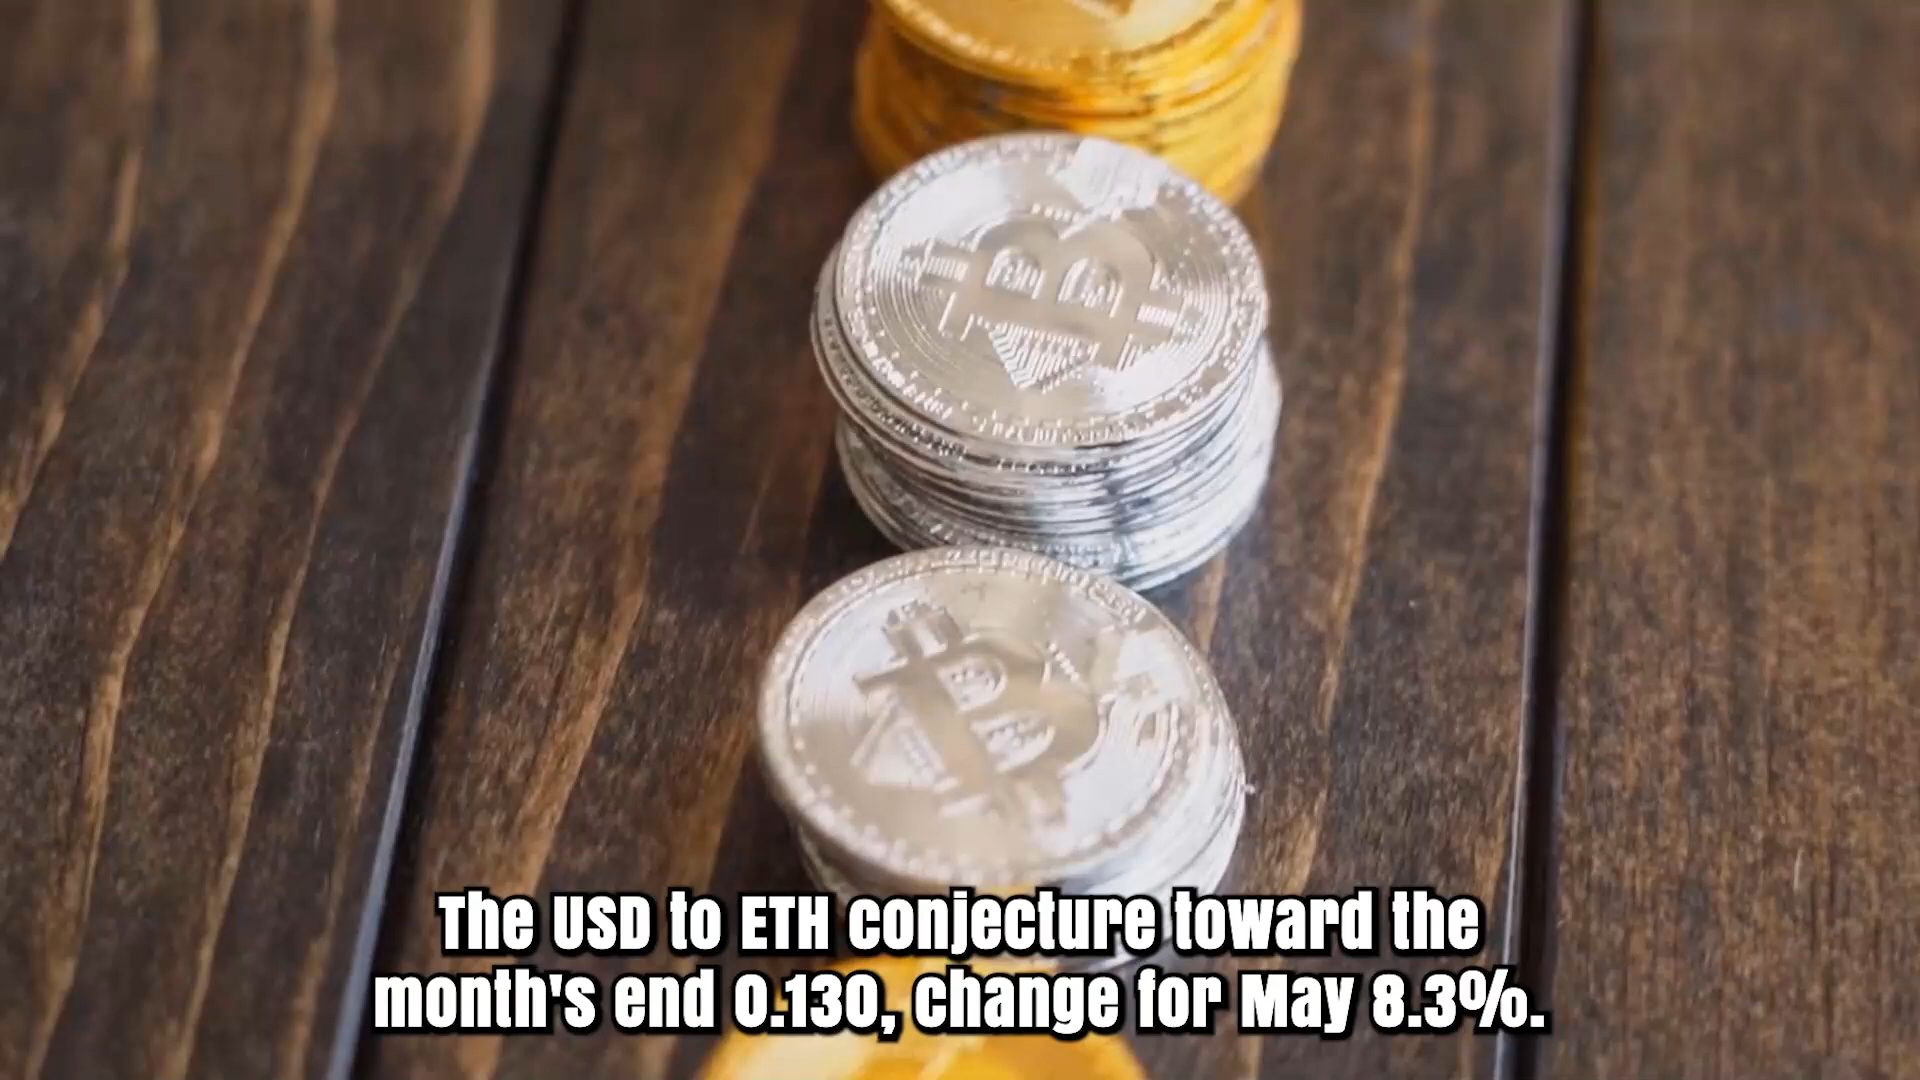 The USD to ETH conjecture toward the
month's end 0.130, change for May 8.3%.